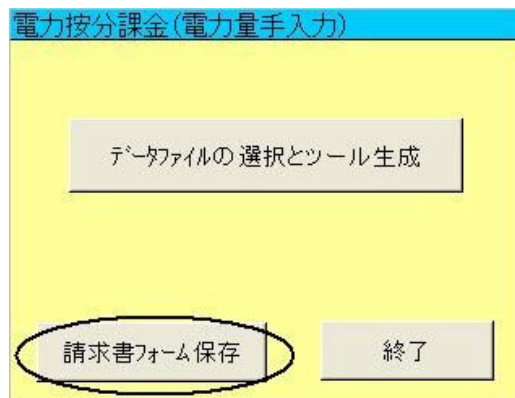 電力按分課金(電力量手入力)
ﾃﾞｰﾀﾌｧｲﾙの選択とツール生成
請求書ﾌｫｰﾑ保存
終了